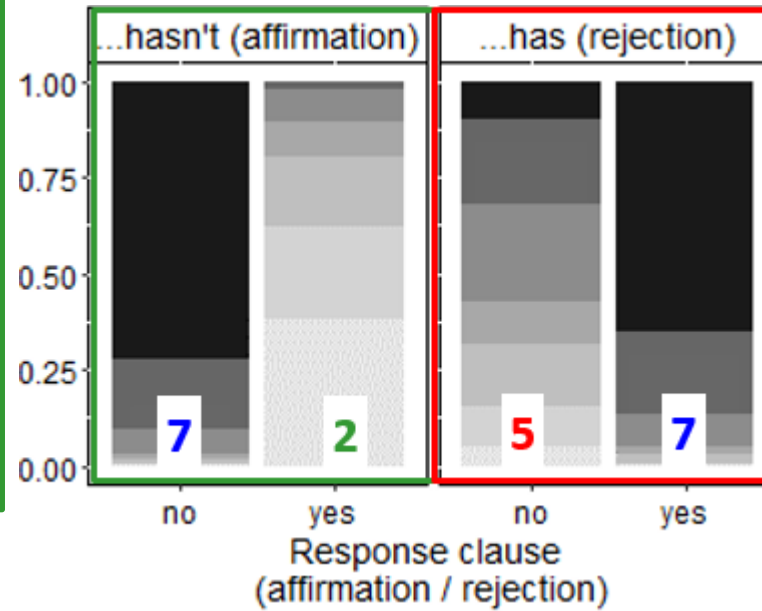 ...hasn't (affirmation) ...has (rejection)
1.00
0.75
0.50
0.25
0.00
7 2 5 7
no yes no yes
Response clause
(affirmation / rejection)